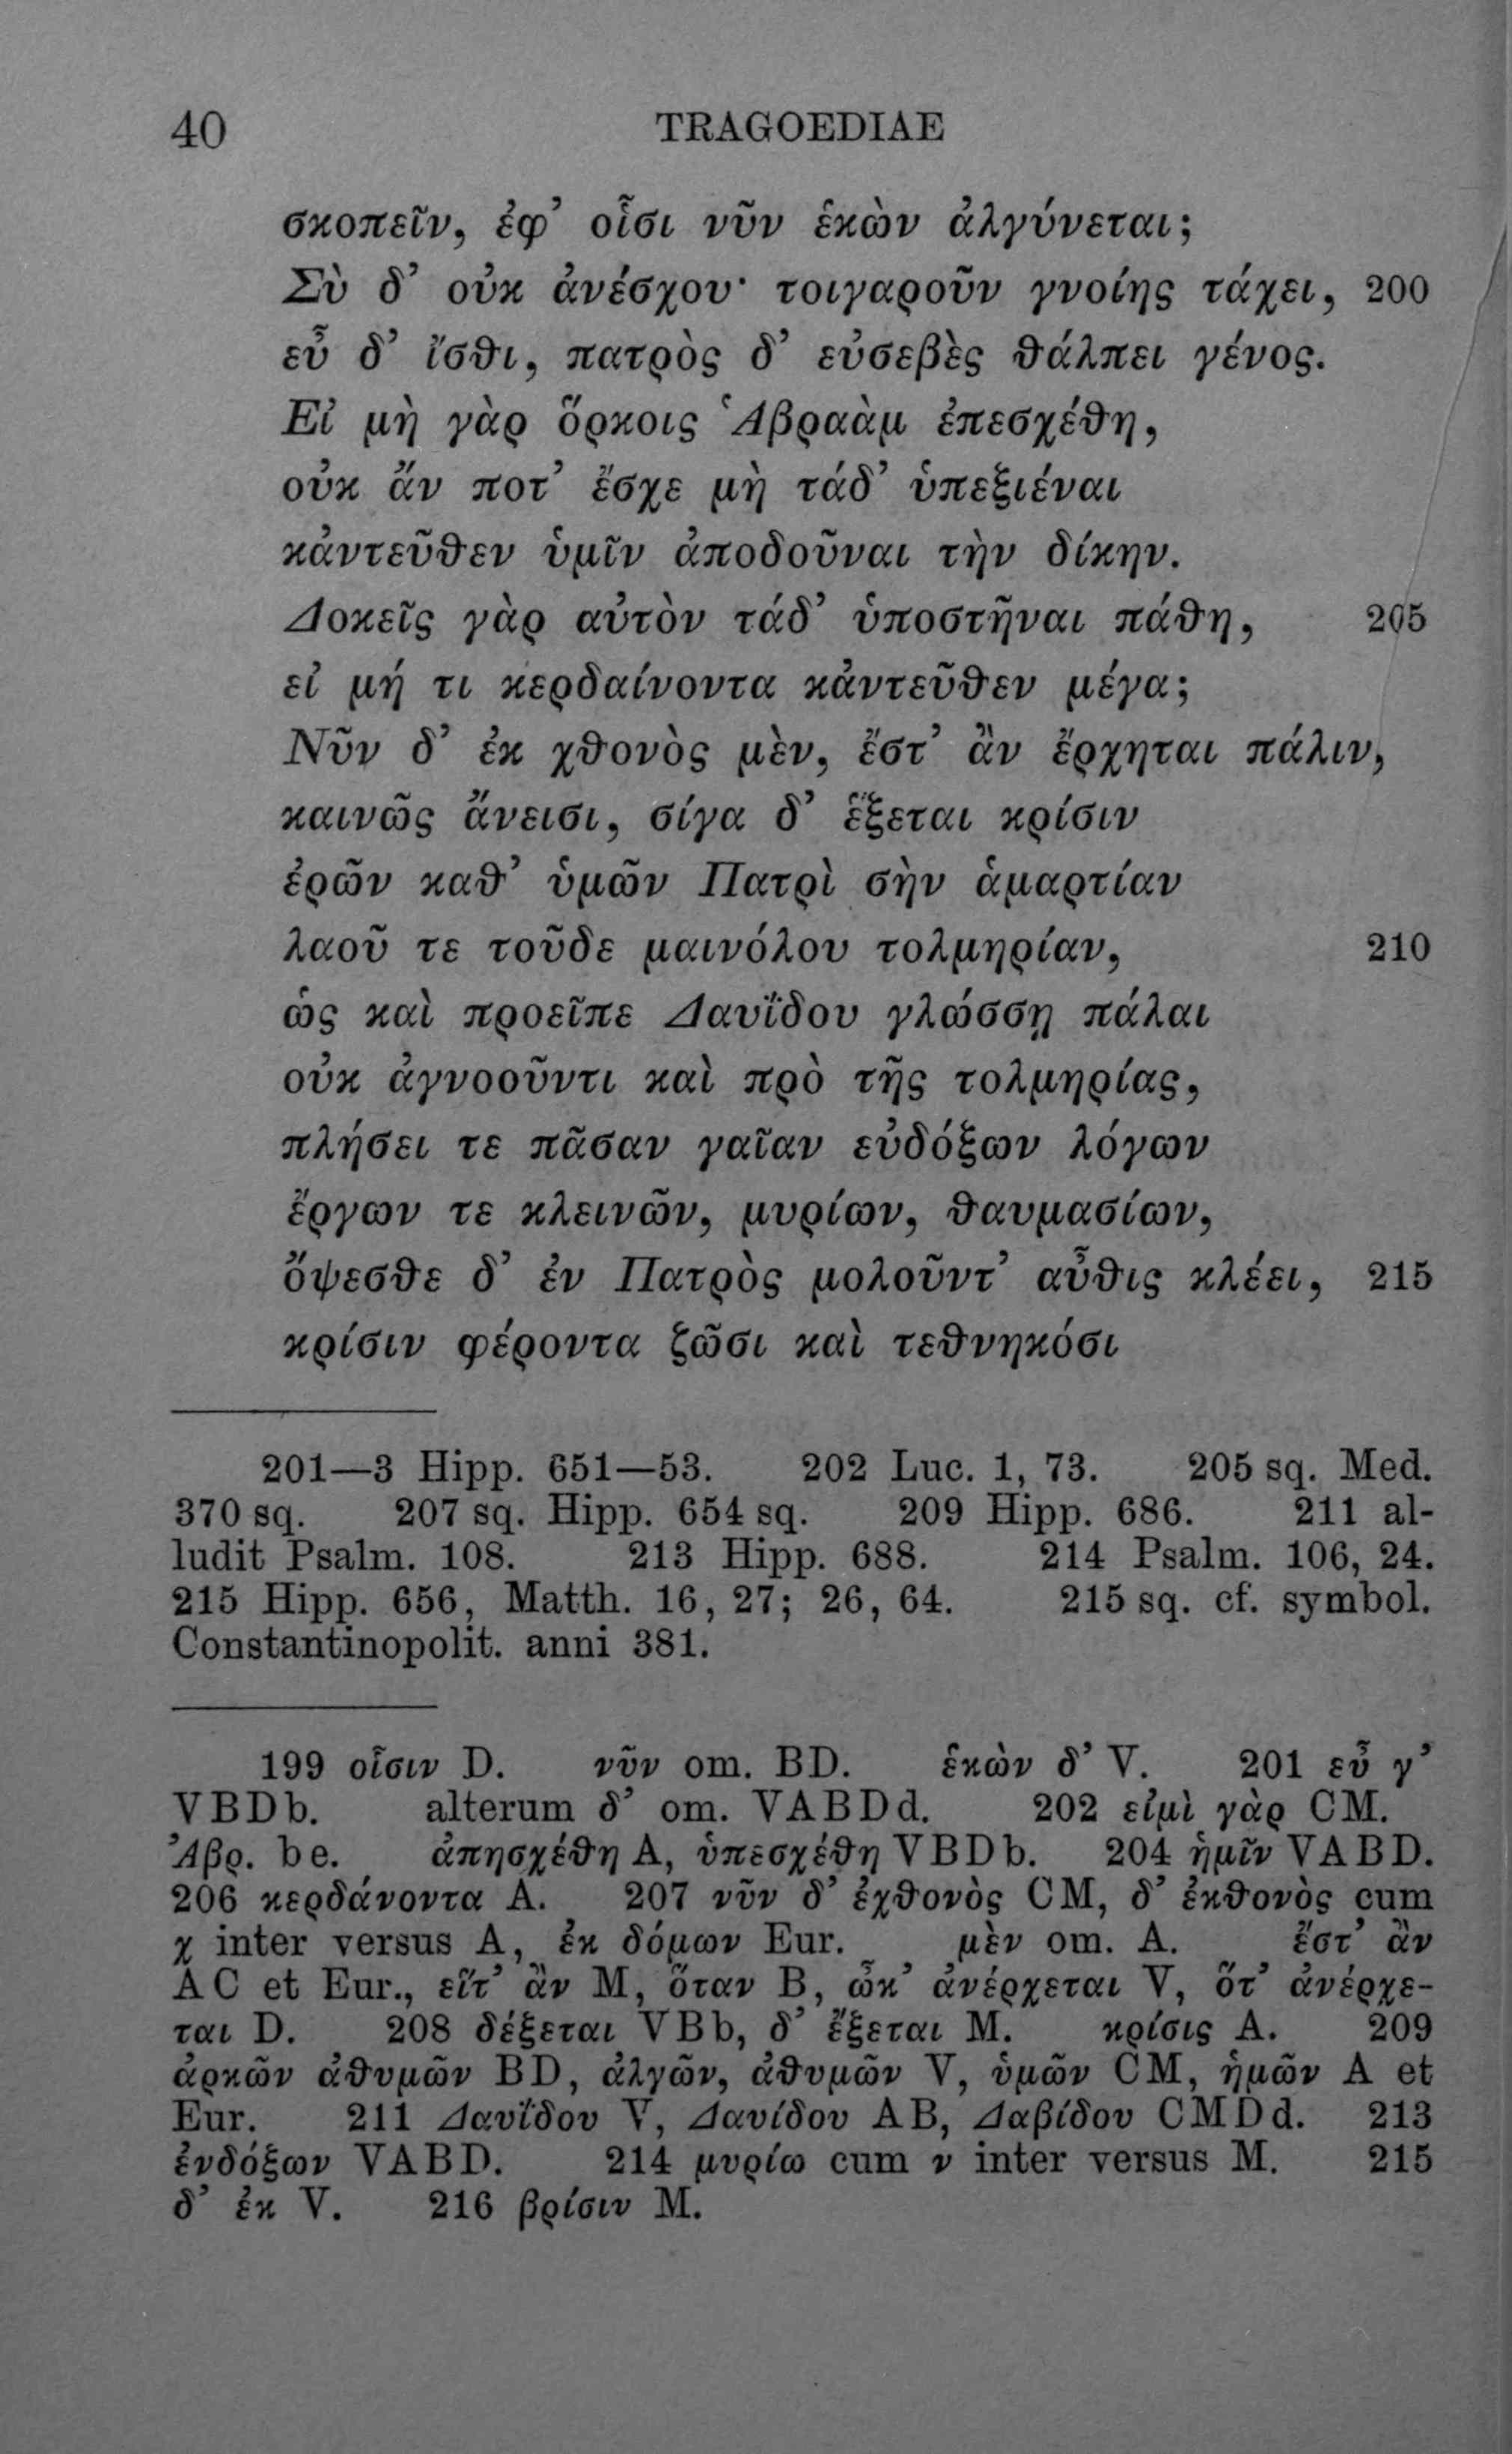 40 TRAGOEDIAE
σκοπεῖν, ἐφ’ οἷσι νῦν ἑκὼν ἀλγύνεται;
Σὺ δ’ οὐκ ἀνέσχου· τοιγαροῦν γνοίης τάχει, 200
εὖ δ’ ἴσθι, πατρὸς δ’ εὐσεβὲς θάλπει γένος.
Εἰ μὴ γὰρ ὅρκοις Ἁβραὰμ ἐπεσχέθη,
οὐκ ἄν ποτ’ ἔσχε μὴ τάδ’ ὑπεξιέναι
κἀντεῦθεν ὑμῖν ἀποδοῦναι τὴν δίκην.
Δοκεῖς γὰρ αὐτὸν τάδ’ ὑποστῆναι πάθη, 205
εἰ μή τι κερδαίνοντα κἀντεῦθεν μέγα;
Νῦν δ’ ἐκ χθονὸς μὲν, ἔστ’ ἂν ἔρχηται πάλιν,
καινῶς ἄνεισι, σίγα δ’ ἕξεται κρίσιν
ἐρῶν καθ’ ὑμῶν Πατρὶ σὴν ἁμαρτίαν
λαοῦ τε τοῦδε μαινόλου τολμηρίαν, 210
ὡς καὶ προεῖπε Δαυΐδου γλώσσῃ πάλαι
οὐκ ἀγνοοῦντι καὶ πρὸ τῆς τολμηρίας,
πλήσει τε πᾶσαν γαῖαν εὐδόξων λόγων
ἔργων τε κλεινῶν, μυρίων, θαυμασίων,
ὄψεσθε δ’ ἐν Πατρὸς μολοῦντ’ αὖθις κλέει, 215
κρίσιν φέροντα ζῶσι καὶ τεθνηκόσι
201—3 Hipp. 651—53. 202 Luc. 1, 73. 205 sq. Med.
370 sq. 207 sq. Hipp. 654 sq. 209 Hipp. 686. 211 al-
ludit Psalm. 108. 213 Hipp. 688. 214 Psalm. 106, 24.
215 Hipp. 656, Matth. 16, 27; 26, 64. 215 sq. cf. symbol.
Constantinopolit. anni 381.
199 οἷσιν D. νῦν om. BD. ἑκὼν δ’ V. 201 εὖ γ’
VBDb. alterum δ’ om. VABDd. 202 εἰμὶ γὰρ CM.
Ἀβρ. be. ἀπησχέθη A, ὑπεσχέθη VBDb. 204 ἡμῖν VABD.
206 κερδάνοντα A. 207 νῦν δ’ ἐχθονὸς CM, δ’ ἐκθονὸς cum
χ inter versus A, ἐκ δόμων Eur. μὲν om. A. ἔστ’ ἂν
AC et Eur., εἴτ’ ἂν M, ὅταν B, ὦκ’ ἀνέρχεται V, ὅτ’ ἀνέρχε-
ται D. 208 δέξεται VBb, δ’ ἔξεται M. κρίσις A. 209
ἀρκῶν ἀθυμῶν BD, ἀλγῶν, ἀθυμῶν V, ὑμῶν CM, ἡμῶν A et
Eur. 211 Δαυΐδου V, Δαυίδου AB, Δαβίδου CMDd. 213
ἐνδόξων VABD. 214 μυρίω cum ν inter versus M. 215
δ’ ἐκ V. 216 βρίσιν M.